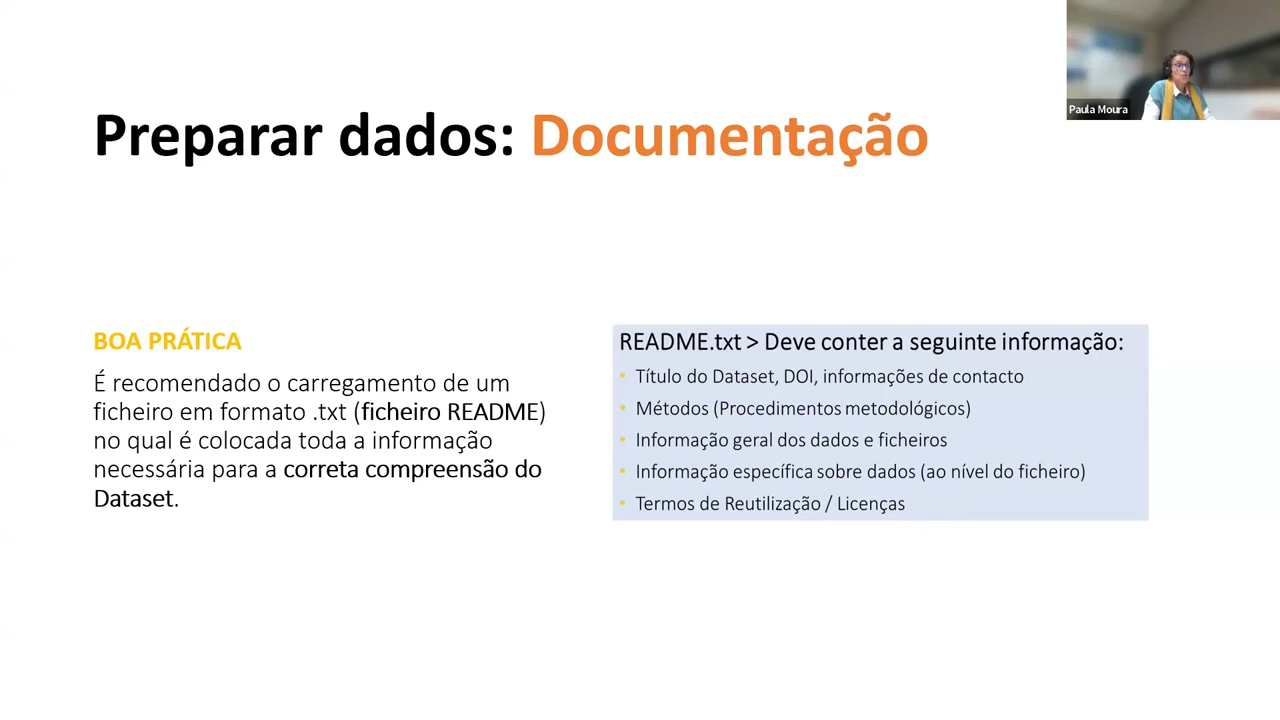 Paula Moura
Preparar dados: Documentação
BOA PRÁTICA
É recomendado o carregamento de um
ficheiro em formato .txt (ficheiro README)
no qual é colocada toda a informação
necessária para a correta compreensão do
Dataset.
README.txt > Deve conter a seguinte informação:
• Título do Dataset, DOI, informações de contacto
• Métodos (Procedimentos metodológicos)
• Informação geral dos dados e ficheiros
• Informação específica sobre dados (ao nível do ficheiro)
• Termos de Reutilização / Licenças